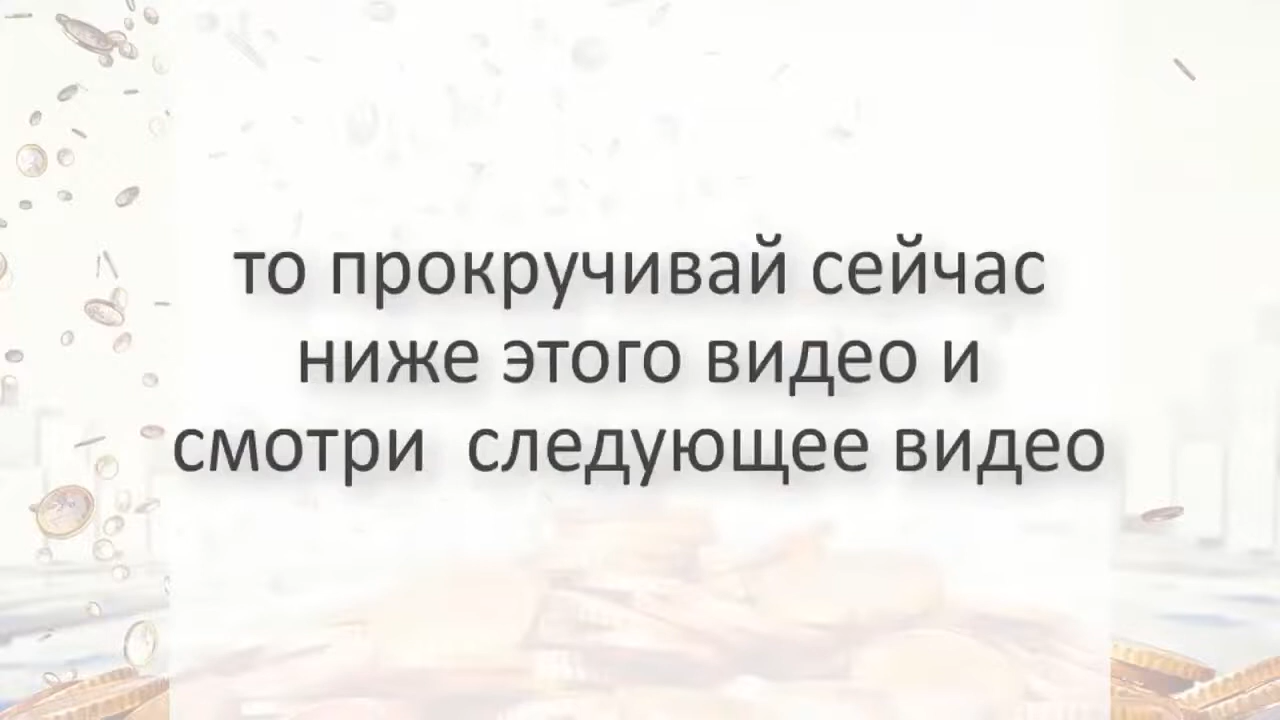 то прокручивай сейчас
ниже этого видео и
смотри следующее видео